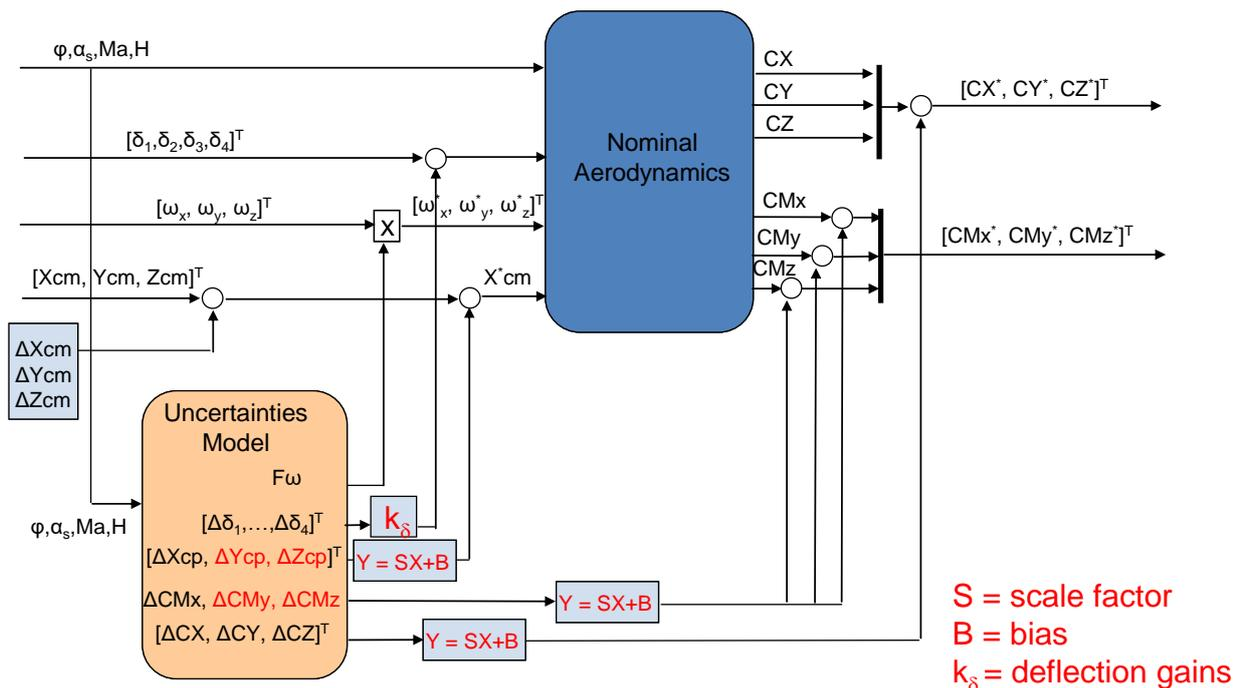 φ,αs,Ma,H
CX
CY
CZ
[CX*, CY*, CZ*]T
Nominal
Aerodynamics
[δ1,δ2,δ3,δ4]T
[ωx, ωy, ωz]T
X
[ω*x, ω*y, ω*z]T
CMx
CMy
CMz
[CMx*, CMy*, CMz*]T
[Xcm, Ycm, Zcm]T
X*cm
ΔXcm
ΔYcm
ΔZcm
Uncertainties
Model
Fω
φ,αs,Ma,H
[Δδ1,…,Δδ4]T
kδ
[ΔXcp, ΔYcp, ΔZcp]T
Y = SX+B
ΔCMx, ΔCMy, ΔCMz
Y = SX+B
[ΔCX, ΔCY, ΔCZ]T
Y = SX+B
S = scale factor
B = bias
kδ = deflection gains